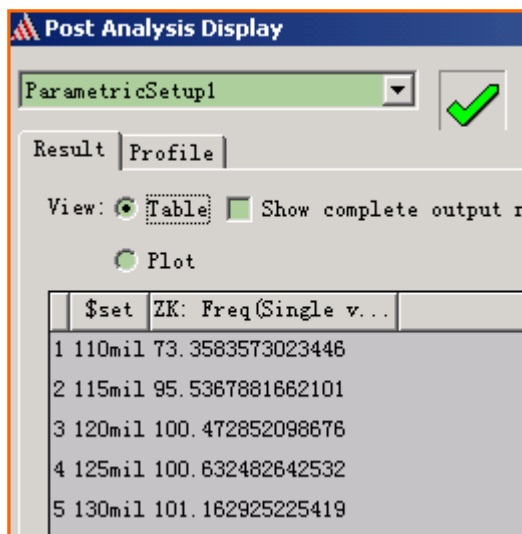 Post Analysis Display
ParametricSetup1
Result Profile
View: Table Show complete output
Plot
$set ZK: Freq(Single v...
1 110mil 73.3583573023446
2 115mil 95.5367881662101
3 120mil 100.472852098676
4 125mil 100.632482642532
5 130mil 101.162925225419